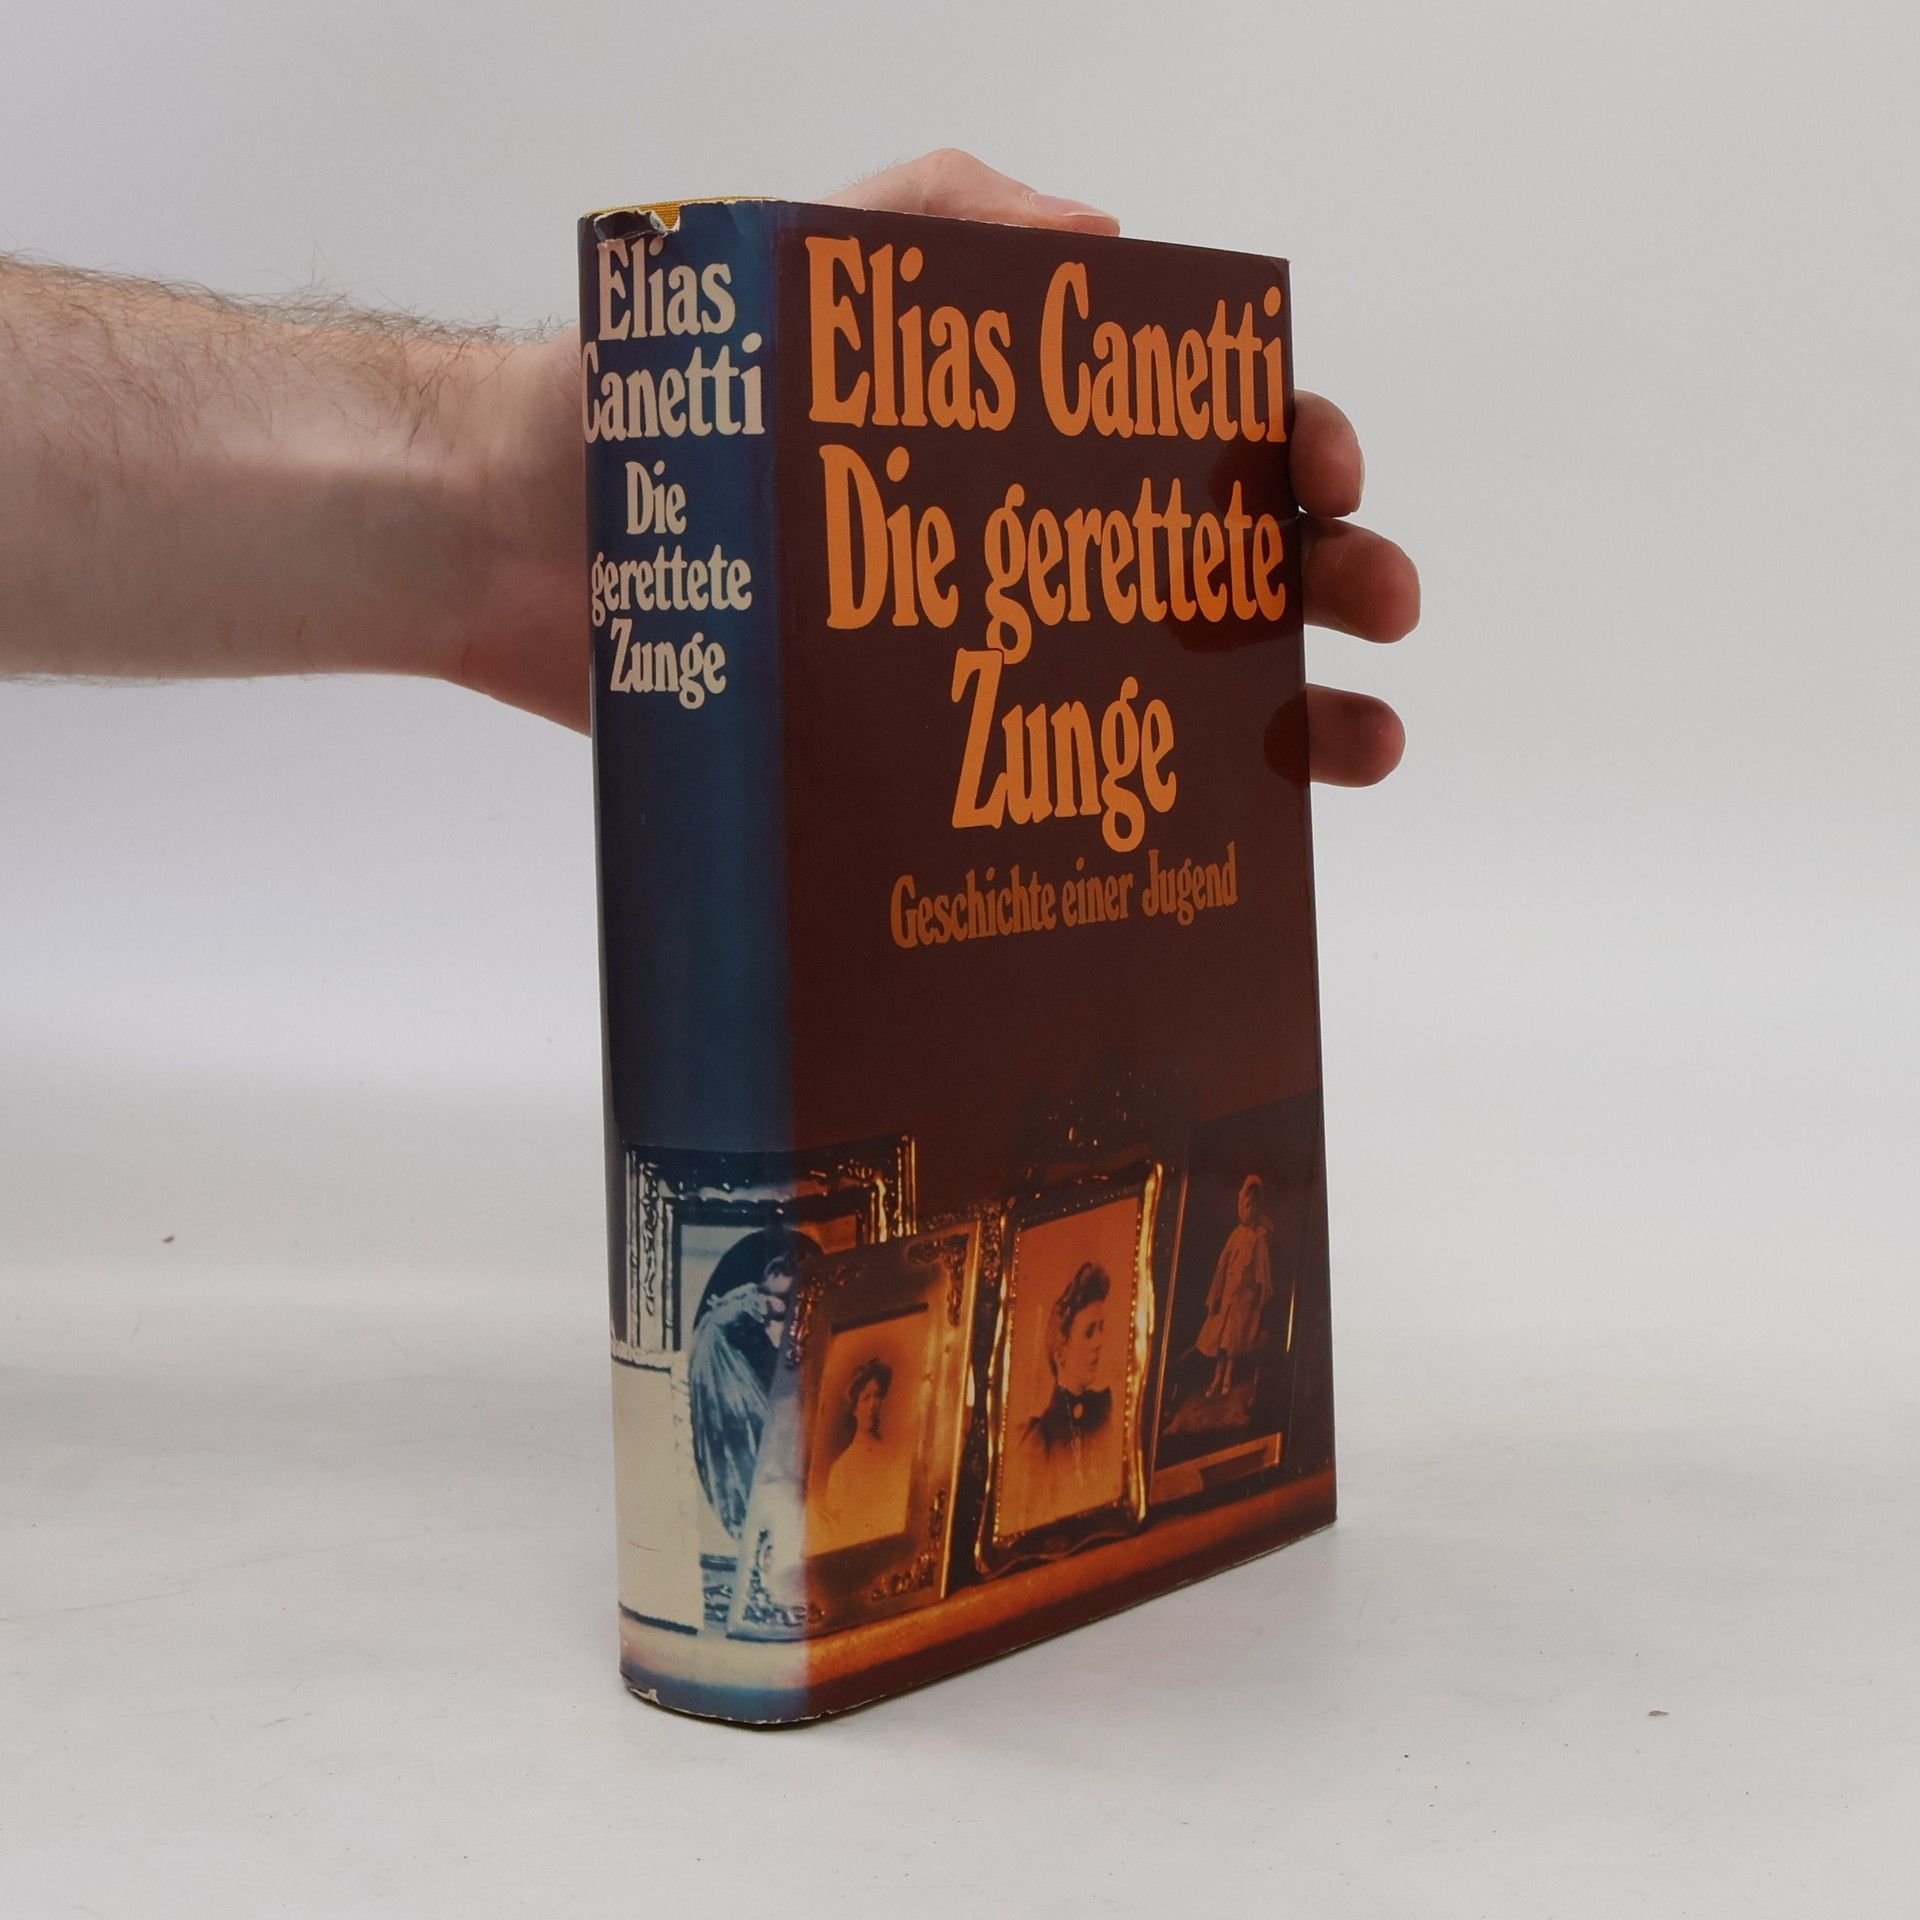 Elias
Canetti
Die
gerettete
Zunge
Elias Canetti
Die gerettete
Zunge
Geschichte einer Jugend